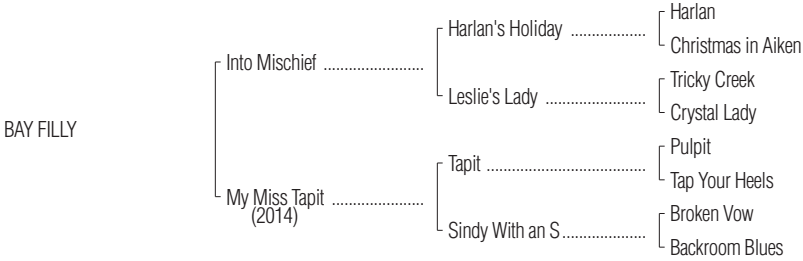 Harlan
Harlan's Holiday ....................
Christmas in Aiken
Into Mischief ..........................
Tricky Creek
Leslie's Lady ..........................
Crystal Lady
BAY FILLY
Pulpit
Tapit ..........................................
Tap Your Heels
My Miss Tapit ........................
(2014)
Broken Vow
Sindy With an S.......................
Backroom Blues